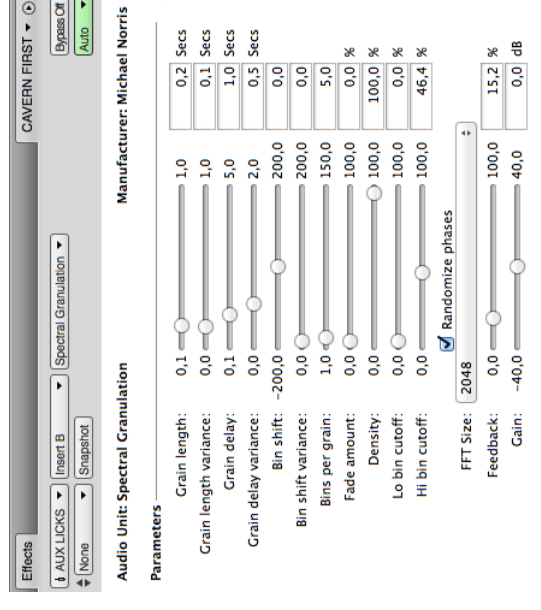 Effects CAVERN FIRST
AUX LICKS Insert B Spectral Granulation Bypass Off
None Snapshot Auto
Audio Unit: Spectral Granulation Manufacturer: Michael Norris
Parameters
Grain length: 0,1 1,0 0,2 Secs
Grain length variance: 0,0 1,0 0,1 Secs
Grain delay: 0,1 5,0 1,0 Secs
Grain delay variance: 0,0 2,0 0,5 Secs
Bin shift: -200,0 200,0 0,0
Bin shift variance: 0,0 200,0 0,0
Bins per grain: 1,0 150,0 5,0
Fade amount: 0,0 100,0 0,0 %
Density: 0,0 100,0 100,0 %
Lo bin cutoff: 0,0 100,0 0,0 %
Hi bin cutoff: 0,0 100,0 46,4 %
Randomize phases
FFT Size: 2048
Feedback: 0,0 100,0 15,2 %
Gain: -40,0 40,0 0,0 dB